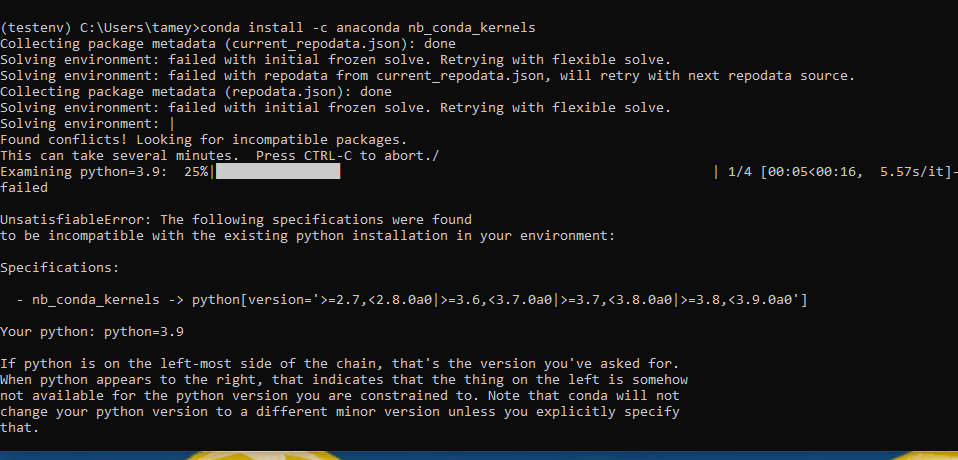 (testenv) C:\Users\tamey>conda install -c anaconda nb_conda_kernels
Collecting package metadata (current_repodata.json): done
Solving environment: failed with initial frozen solve. Retrying with flexible solve.
Solving environment: failed with repodata from current_repodata.json, will retry with next repodata source.
Collecting package metadata (repodata.json): done
Solving environment: failed with initial frozen solve. Retrying with flexible solve.
Solving environment: |
Found conflicts! Looking for incompatible packages.
This can take several minutes.  Press CTRL-C to abort./
Examining python=3.9:  25%|          | 1/4 [00:05<00:16,  5.57s/it]-
failed
UnsatisfiableError: The following specifications were found
to be incompatible with the existing python installation in your environment:
Specifications:
- nb_conda_kernels -> python[version='>=2.7,<2.8.0a0|>=3.6,<3.7.0a0|>=3.7,<3.8.0a0|>=3.8,<3.9.0a0']
Your python: python=3.9
If python is on the left-most side of the chain, that's the version you've asked for.
When python appears to the right, that indicates that the thing on the left is somehow
not available for the python version you are constrained to. Note that conda will not
change your python version to a different minor version unless you explicitly specify
that.